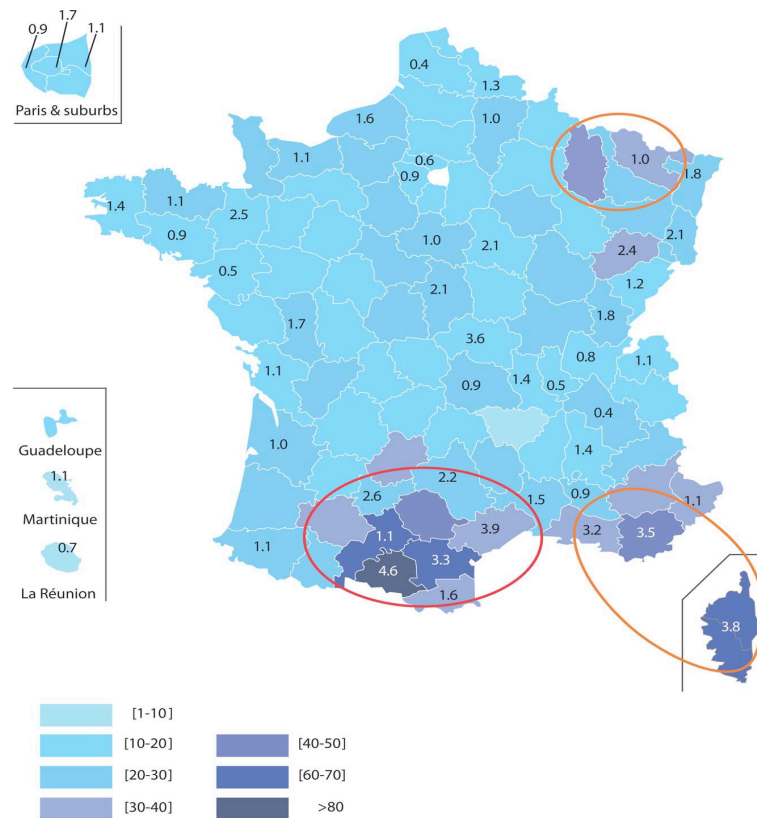 0.9 1.7 1.1
Paris & suburbs
0.4
1.3
1.6 1.0
1.1 0.6 1.0
0.9 1.8
1.4 1.1 2.5
0.9 1.0 2.1 2.1
2.4
0.5 2.1 1.2
1.7 1.8
3.6
1.1 0.9 1.4 0.5 0.8 1.1
0.4
1.0 1.4
2.6 2.2 1.5 0.9 1.1
1.1 1.1 3.9 3.2 3.5
4.6 3.3
1.6
3.8
Guadeloupe
1.1
Martinique
0.7
La Réunion
[1-10]
[10-20] [40-50]
[20-30] [60-70]
[30-40] >80